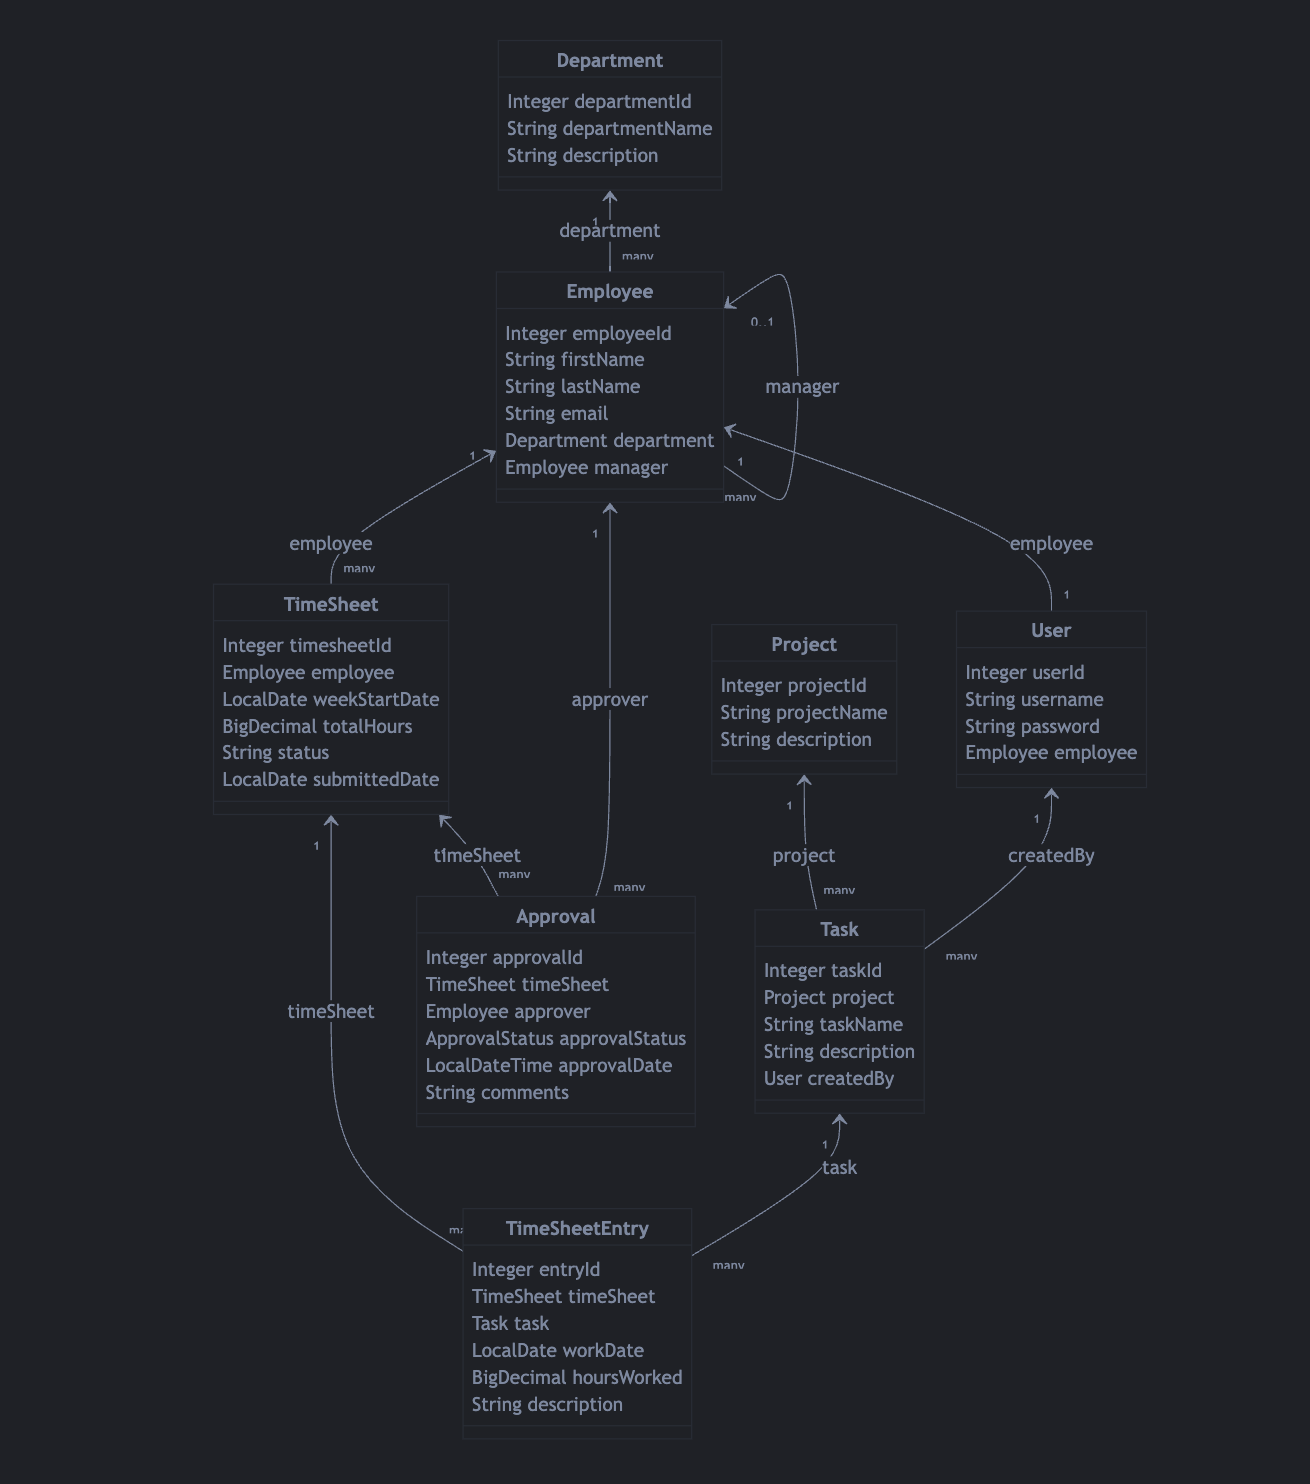 Department
Integer departmentId
String departmentName
String description
1
department
many
Employee
Integer employeeId
String firstName
String lastName
String email
Department department
Employee manager
0..1
manager
1
many
1
1
employee
many
employee
1
TimeSheet
Integer timesheetId
Employee employee
LocalDate weekStartDate
BigDecimal totalHours
String status
LocalDate submittedDate
approver
Project
Integer projectId
String projectName
String description
User
Integer userId
String username
String password
Employee employee
1
timeSheet
many
many
1
project
many
1
createdBy
many
Approval
Integer approvalId
TimeSheet timeSheet
Employee approver
ApprovalStatus approvalStatus
LocalDateTime approvalDate
String comments
Task
Integer taskId
Project project
String taskName
String description
User createdBy
timeSheet
1
task
many
TimeSheetEntry
Integer entryId
TimeSheet timeSheet
Task task
LocalDate workDate
BigDecimal hoursWorked
String description